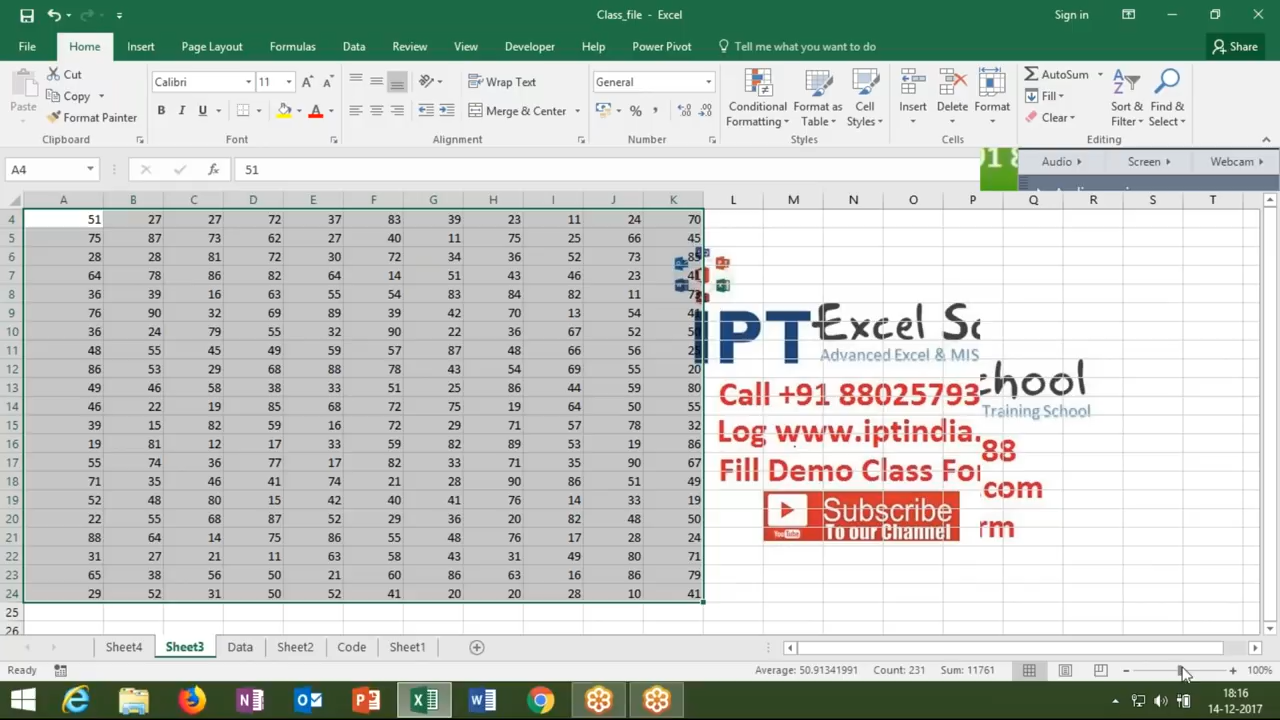 Class_file - Excel
Sign in
File Home Insert Page Layout Formulas Data Review View Developer Help Power Pivot Tell me what you want to do Share
Paste
Cut
Copy
Format Painter
Clipboard
Calibri 11
B I U
Font
Wrap Text
Merge & Center
Alignment
General
Number
Conditional Formatting
Format as Table
Cell Styles
Styles
Insert Delete Format
Cells
AutoSum
Fill
Clear
Sort & Filter
Find & Select
Editing
A4 fx 51
Audio Screen Webcam
A B C D E F G H I J K L M N O P Q R S T
4 51 27 27 72 37 83 39 23 11 24 70
5 75 87 73 62 27 40 11 75 25 66 45
6 28 28 81 72 30 72 34 36 52 73 85
7 64 78 86 82 64 14 51 43 46 23
8 36 39 16 63 55 54 83 84 82 11
9 76 90 32 69 89 39 42 70 13 54
10 36 24 79 55 32 90 22 36 67 52
11 48 55 45 49 59 57 87 48 66 56
12 86 53 29 68 88 78 43 54 69 55 20
13 49 46 58 38 33 51 25 86 44 59 80
14 46 22 19 85 68 72 75 19 64 50 55
15 39 15 82 59 16 72 29 71 57 78 32
16 19 81 12 17 33 59 82 89 53 19 86
17 55 74 36 77 17 82 33 71 35 90 67
18 71 35 46 41 74 21 28 90 86 51 49
19 52 48 80 15 42 40 41 76 14 33 19
20 22 55 68 87 52 29 36 20 82 48 50
21 88 64 14 75 86 55 48 76 17 28 24
22 31 27 21 11 63 58 43 31 49 80 71
23 65 38 56 50 21 60 86 63 16 86 79
24 29 52 31 50 52 41 20 20 28 10 41
25
26
IPT Excel Sc
Advanced Excel & MIS
chool
Training School
Call +91 88025793
88
Log www.iptindia.
.com
Fill Demo Class For
rm
Subscribe
YouTube To our Channel
Sheet4 Sheet3 Data Sheet2 Code Sheet1
Ready Average: 50.91341991 Count: 231 Sum: 11761 100%
18:16
14-12-2017